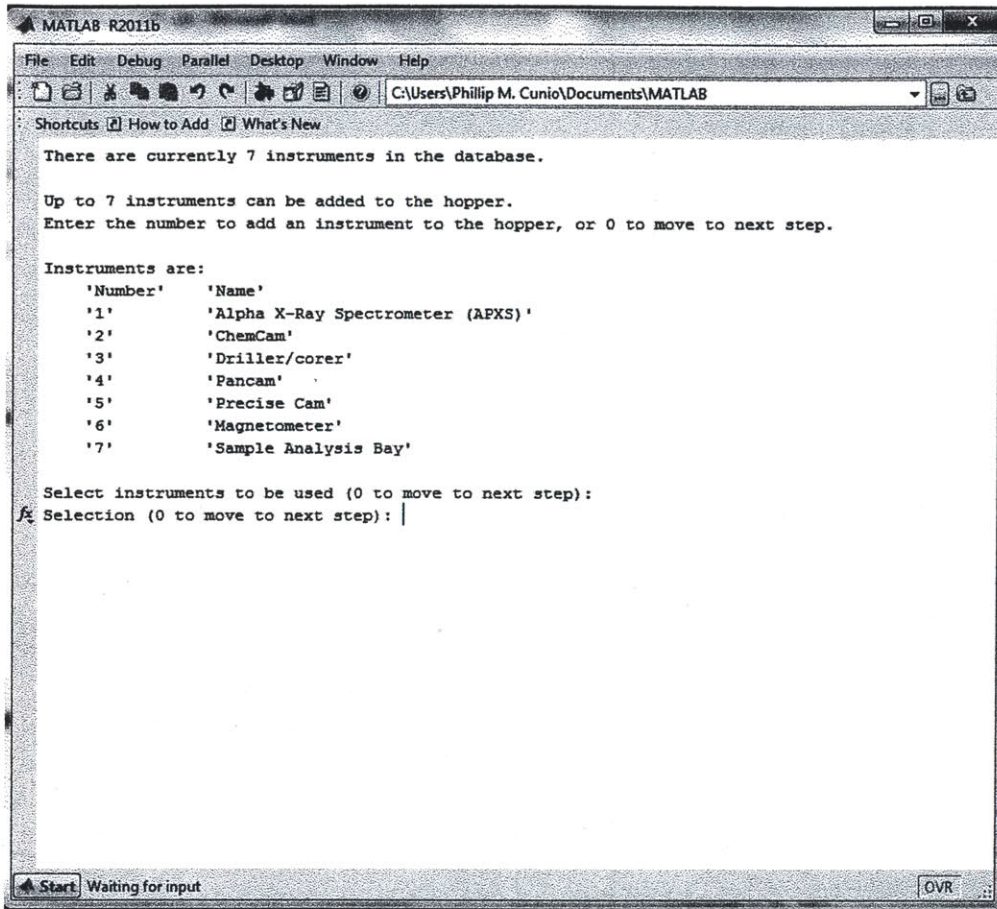 MATLAB R2011b
File Edit Debug Parallel Desktop Window Help
C:\Users\Phillip M. Cunio\Documents\MATLAB
Shortcuts How to Add What's New
There are currently 7 instruments in the database.
Up to 7 instruments can be added to the hopper.
Enter the number to add an instrument to the hopper, or 0 to move to next step.
Instruments are:
'Number' 'Name'
'1' 'Alpha X-Ray Spectrometer (APXS)'
'2' 'ChemCam'
'3' 'Driller/corer'
'4' 'Pancam'
'5' 'Precise Cam'
'6' 'Magnetometer'
'7' 'Sample Analysis Bay'
Select instruments to be used (0 to move to next step):
fx Selection (0 to move to next step):
Start Waiting for input OVR